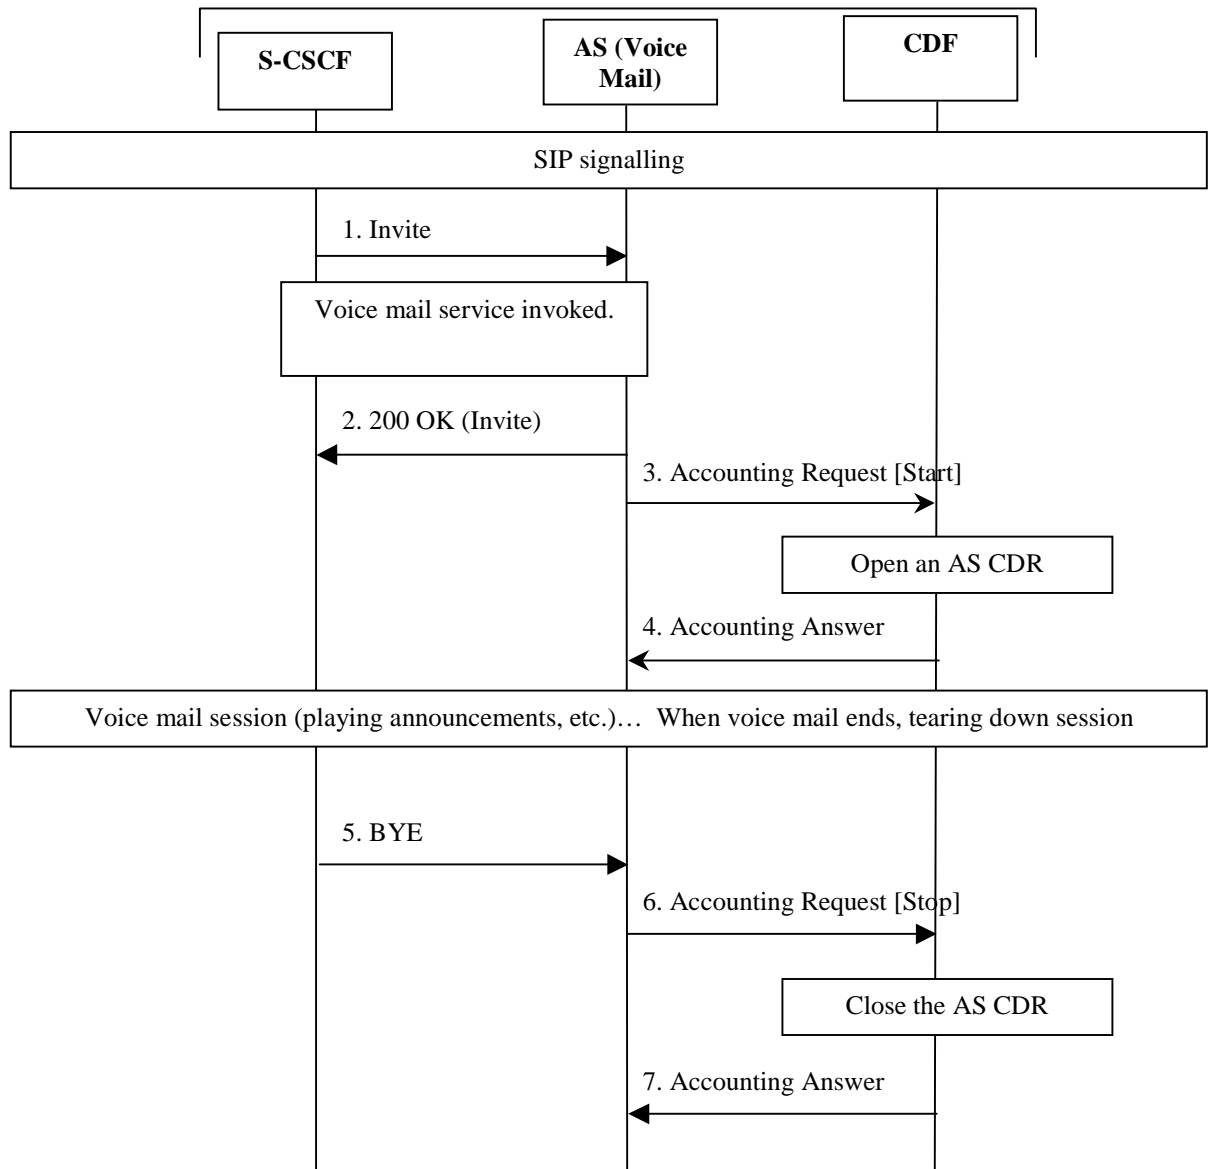 S-CSCF
AS (Voice
Mail)
CDF
SIP signalling
1. Invite
Voice mail service invoked.
2. 200 OK (Invite)
3. Accounting Request [Start]
Open an AS CDR
4. Accounting Answer
Voice mail session (playing announcements, etc.)… When voice mail ends, tearing down session
5. BYE
6. Accounting Request [Stop]
Close the AS CDR
7. Accounting Answer